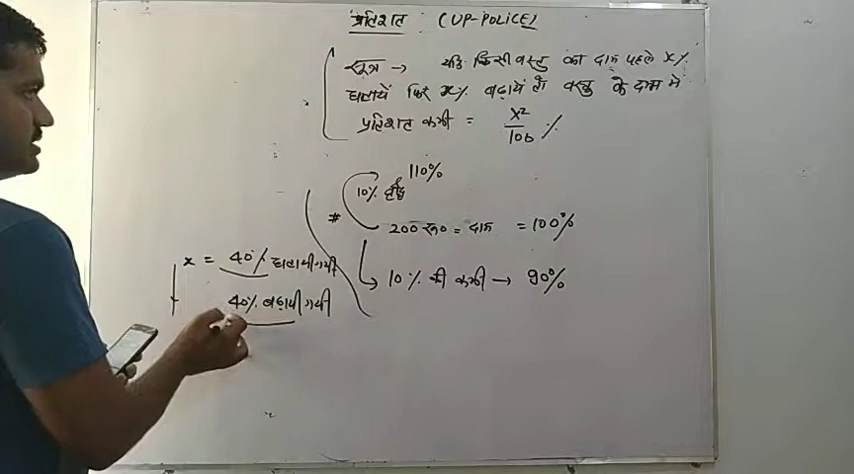 प्रतिशत : (UP-POLICE)
सूत्र → यदि किसी वस्तु का दाम पहले x%
घटायें फिर x% बढ़ायें तो वस्तु के दाम में
प्रतिशत कमी = x²/100 %
110%
10% वृद्धि
# 200 रू० = दाम = 100%
x = 40% घटायी गयी
10% की कमी → 90%
40% बढ़ायी गयी